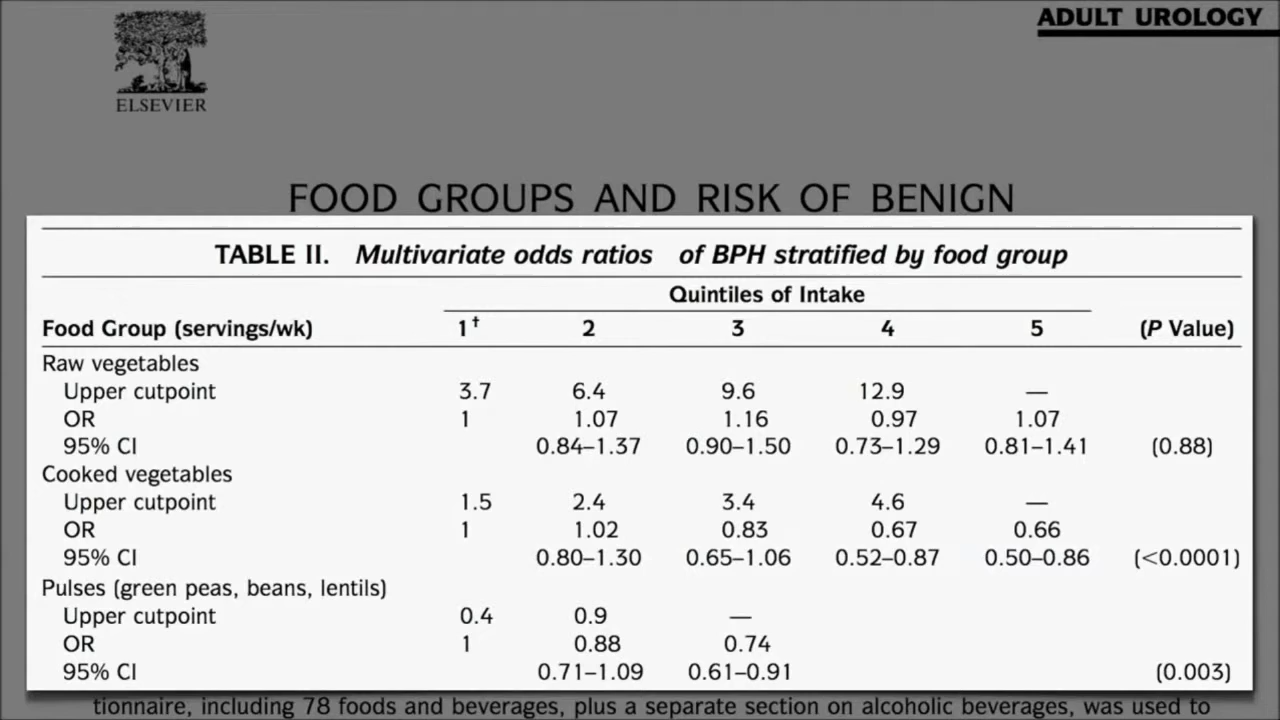 ADULT UROLOGY
ELSEVIER
FOOD GROUPS AND RISK OF BENIGN
TABLE II. Multivariate odds ratios of BPH stratified by food group
Quintiles of Intake
Food Group (servings/wk) 1† 2 3 4 5 (P Value)
Raw vegetables
Upper cutpoint 3.7 6.4 9.6 12.9 —
OR 1 1.07 1.16 0.97 1.07
95% CI 0.84–1.37 0.90–1.50 0.73–1.29 0.81–1.41 (0.88)
Cooked vegetables
Upper cutpoint 1.5 2.4 3.4 4.6 —
OR 1 1.02 0.83 0.67 0.66
95% CI 0.80–1.30 0.65–1.06 0.52–0.87 0.50–0.86 (<0.0001)
Pulses (green peas, beans, lentils)
Upper cutpoint 0.4 0.9 —
OR 1 0.88 0.74
95% CI 0.71–1.09 0.61–0.91 (0.003)
tionnaire, including 78 foods and beverages, plus a separate section on alcoholic beverages, was used to